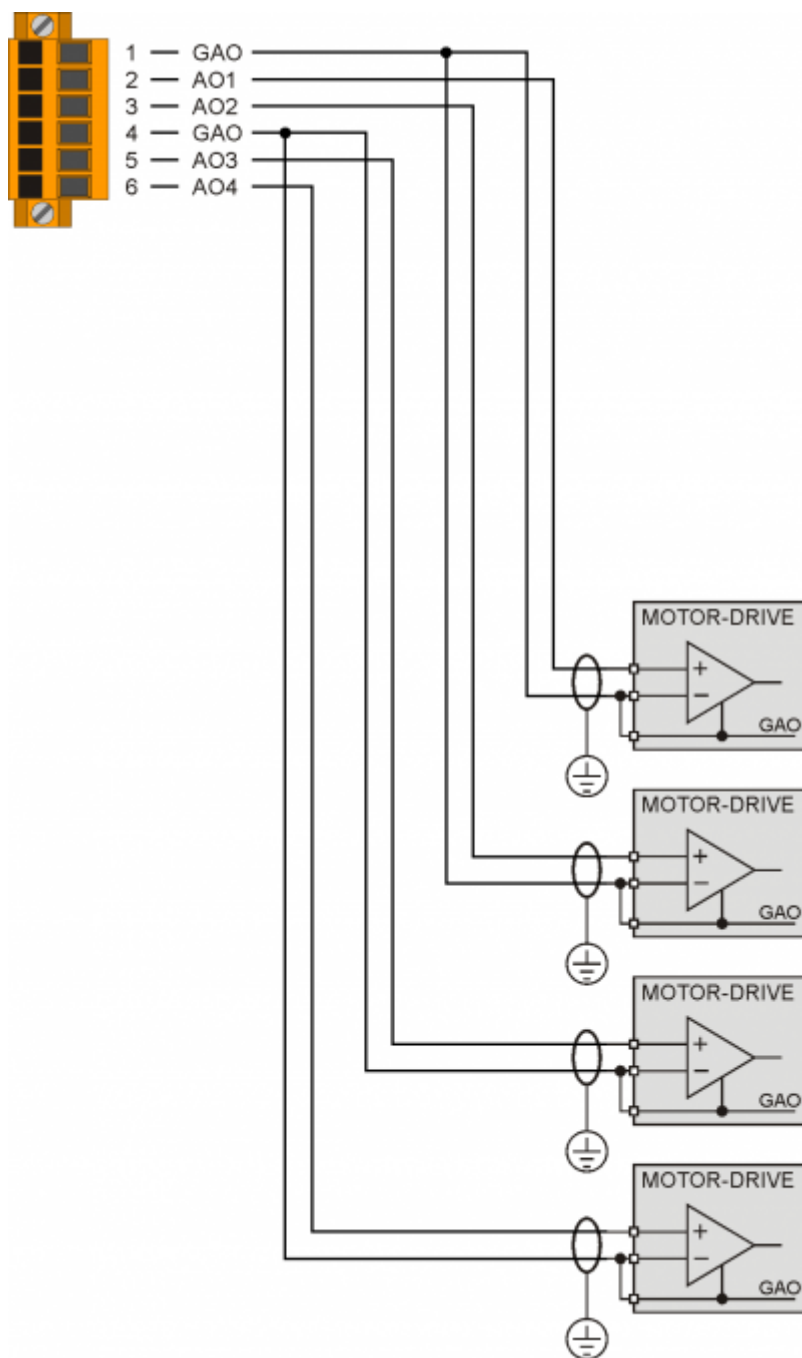 1 — GAO
2 — AO1
3 — AO2
4 — GAO
5 — AO3
6 — AO4
MOTOR-DRIVE
+
−
GAO
MOTOR-DRIVE
+
−
GAO
MOTOR-DRIVE
+
−
GAO
MOTOR-DRIVE
+
−
GAO